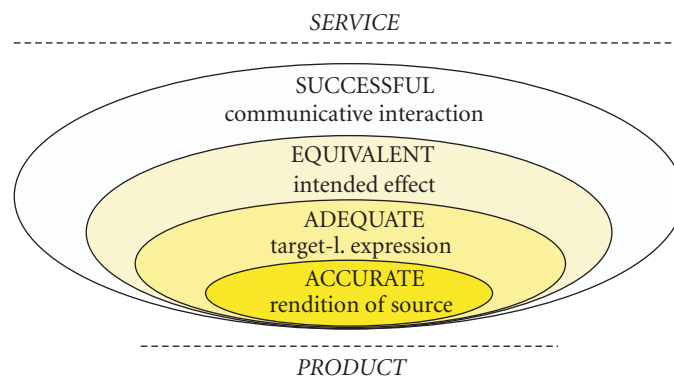 SERVICE
SUCCESSFUL
communicative interaction
EQUIVALENT
intended effect
ADEQUATE
target-l. expression
ACCURATE
rendition of source
PRODUCT